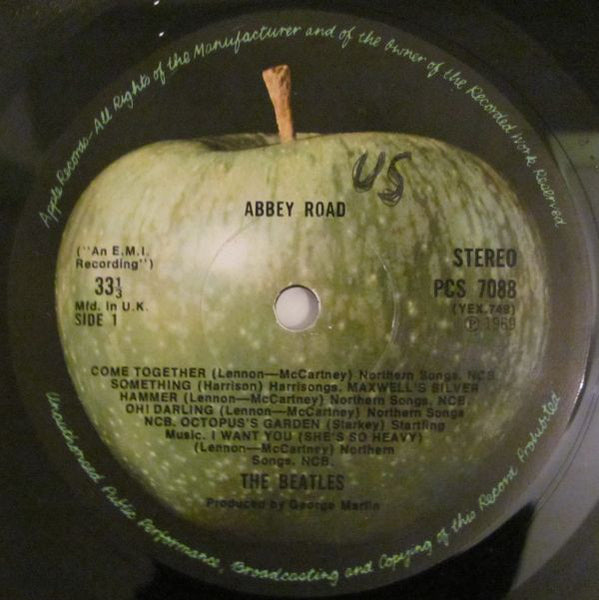 Apple Records-All Rights of the Manufacturer and of the Owner of the Recorded Work Reserved
US
ABBEY ROAD
("An E.M.I.
Recording")
33⅓
Mfd. in U.K.
SIDE 1
STEREO
PCS 7088
(YEX.749)
Ⓟ 1969
COME TOGETHER (Lennon—McCartney) Northern Songs. NCB.
SOMETHING (Harrison) Harrisongs. MAXWELL'S SILVER
HAMMER (Lennon—McCartney) Northern Songs. NCB.
OH! DARLING (Lennon—McCartney) Northern Songs
NCB. OCTOPUS'S GARDEN (Starkey) Startling
Music. I WANT YOU (SHE'S SO HEAVY)
(Lennon—McCartney) Northern
Songs. NCB.
THE BEATLES
Produced by George Martin
Unauthorized Public Performance, Broadcasting and Copying of this Record Prohibited